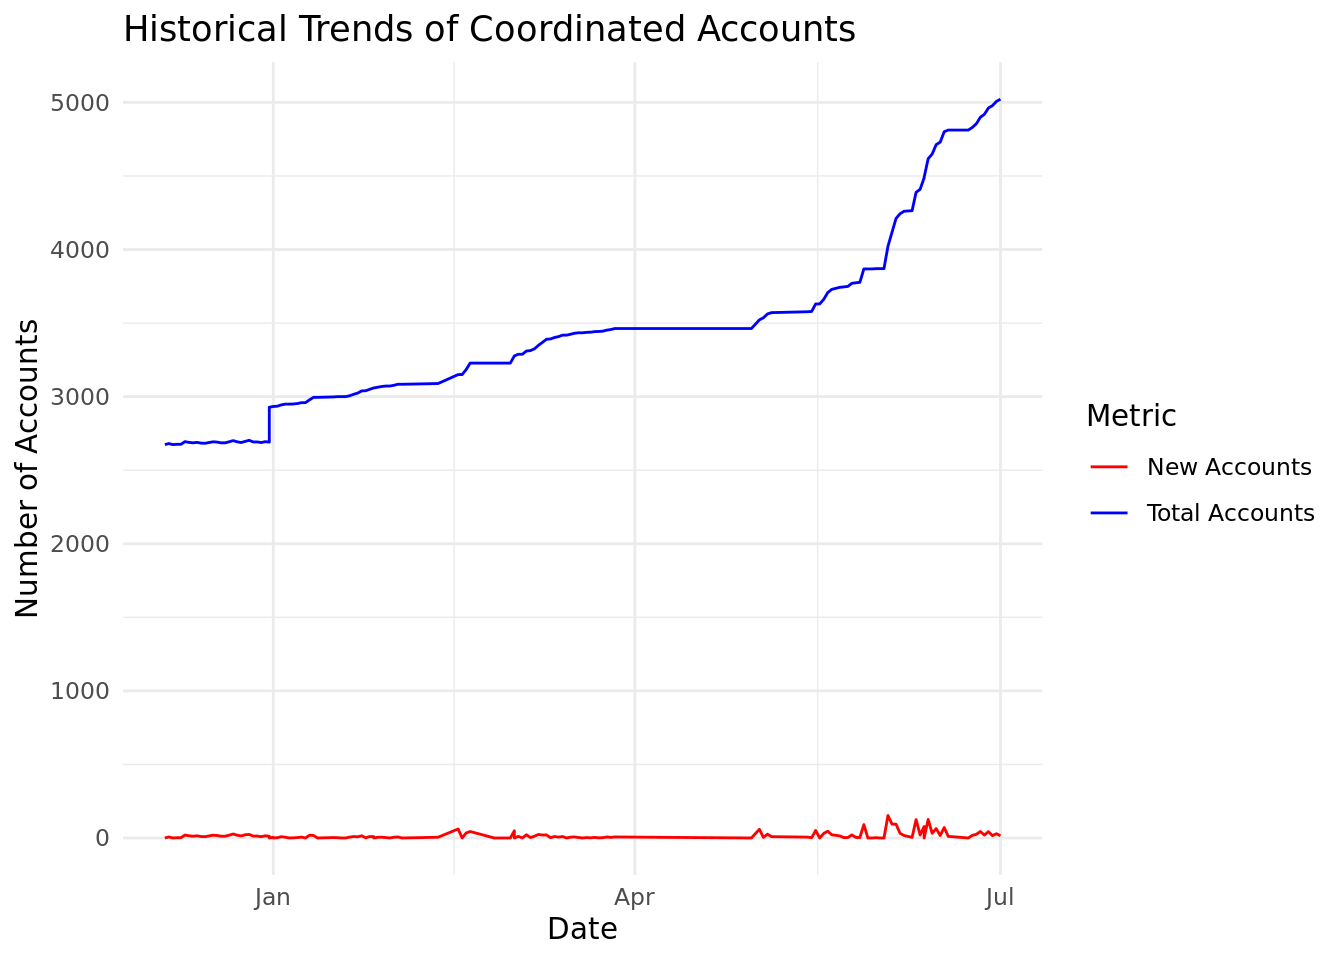 Historical Trends of Coordinated Accounts
5000
4000
3000
2000
1000
0
Number of Accounts
Jan
Apr
Jul
Date
Metric
New Accounts
Total Accounts